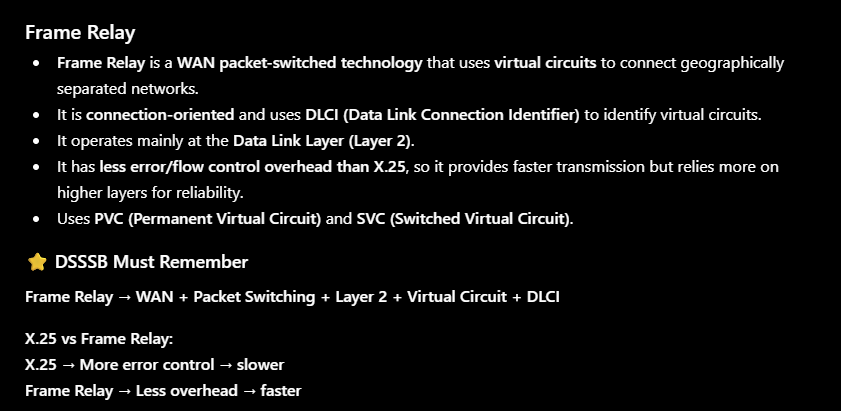 Frame Relay
• Frame Relay is a WAN packet-switched technology that uses virtual circuits to connect geographically
separated networks.
• It is connection-oriented and uses DLCI (Data Link Connection Identifier) to identify virtual circuits.
• It operates mainly at the Data Link Layer (Layer 2).
• It has less error/flow control overhead than X.25, so it provides faster transmission but relies more on
higher layers for reliability.
• Uses PVC (Permanent Virtual Circuit) and SVC (Switched Virtual Circuit).
⭐ DSSSB Must Remember
Frame Relay → WAN + Packet Switching + Layer 2 + Virtual Circuit + DLCI
X.25 vs Frame Relay:
X.25 → More error control → slower
Frame Relay → Less overhead → faster